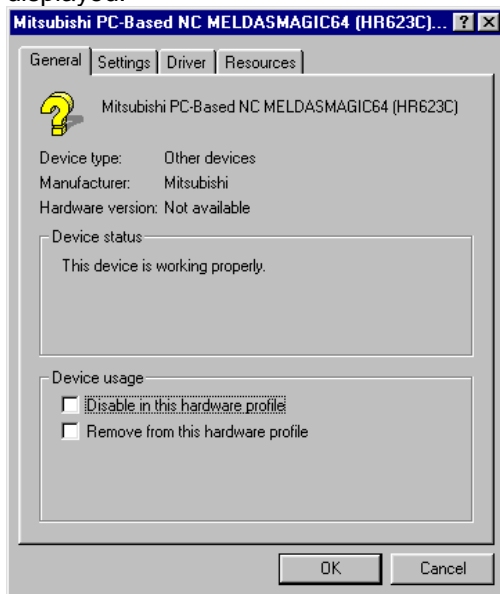 displayed.
Mitsubishi PC-Based NC MELDASMAGIC64 (HR623C)... ? X
General Settings Driver Resources
Mitsubishi PC-Based NC MELDASMAGIC64 (HR623C)
Device type: Other devices
Manufacturer: Mitsubishi
Hardware version: Not available
Device status
This device is working properly.
Device usage
Disable in this hardware profile
Remove from this hardware profile
OK Cancel